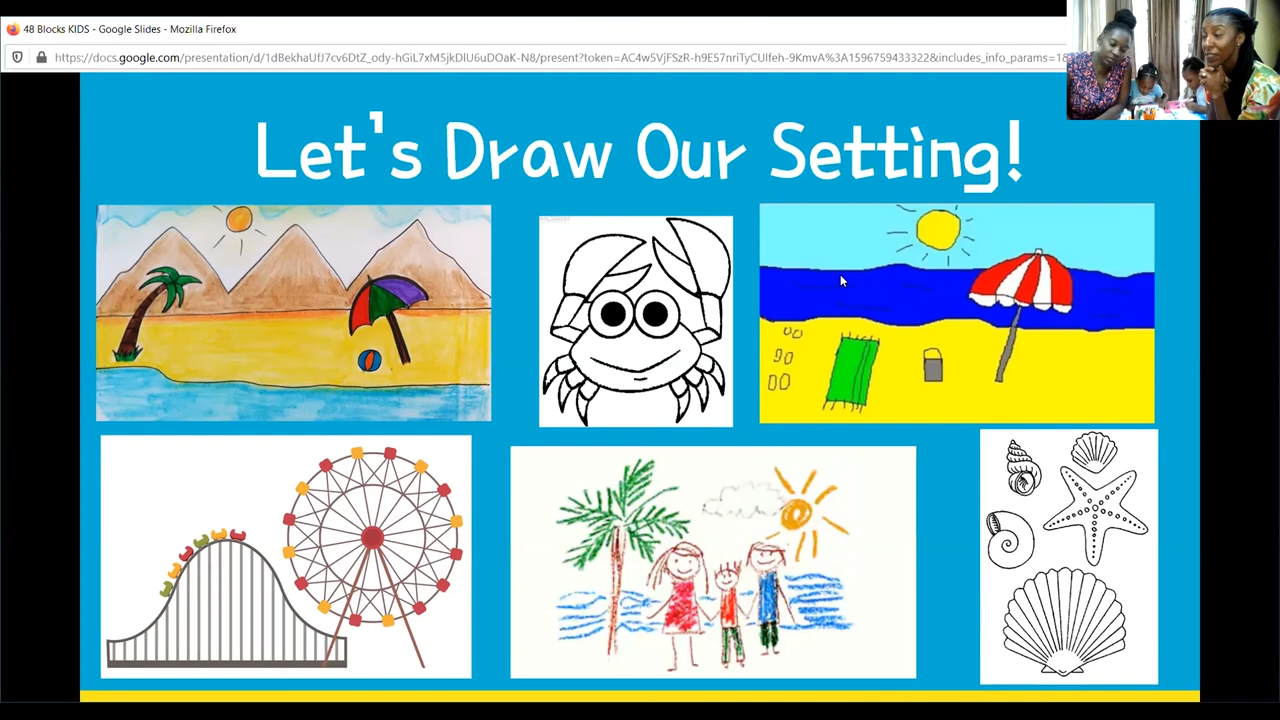 48 Blocks KIDS - Google Slides - Mozilla Firefox
https://docs.google.com/presentation/d/1dBekhaUfJ7cv6DtZ_ody-hGiL7xM5jkDlU6uDOaK-N8/present?token=AC4w5VjFSzR-h9E57nriTyCUlfeh-9KmvA%3A1596759433322&includes_info_params=18
Let's Draw Our Setting!